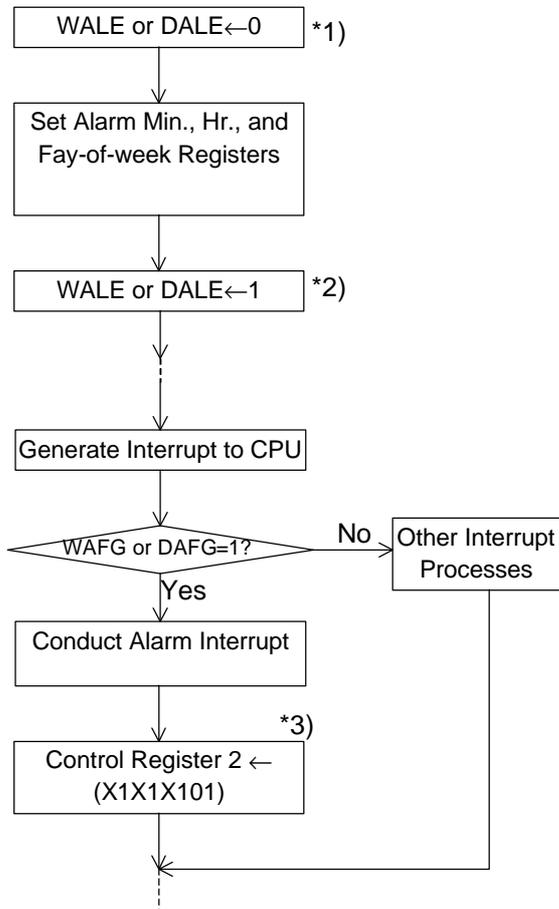 WALE or DALE←0
*1)
Set Alarm Min., Hr., and
Fay-of-week Registers
WALE or DALE←1
*2)
Generate Interrupt to CPU
WAFG or DAFG=1?
No
Other Interrupt
Processes
Yes
Conduct Alarm Interrupt
*3)
Control Register 2 ←
(X1X1X101)